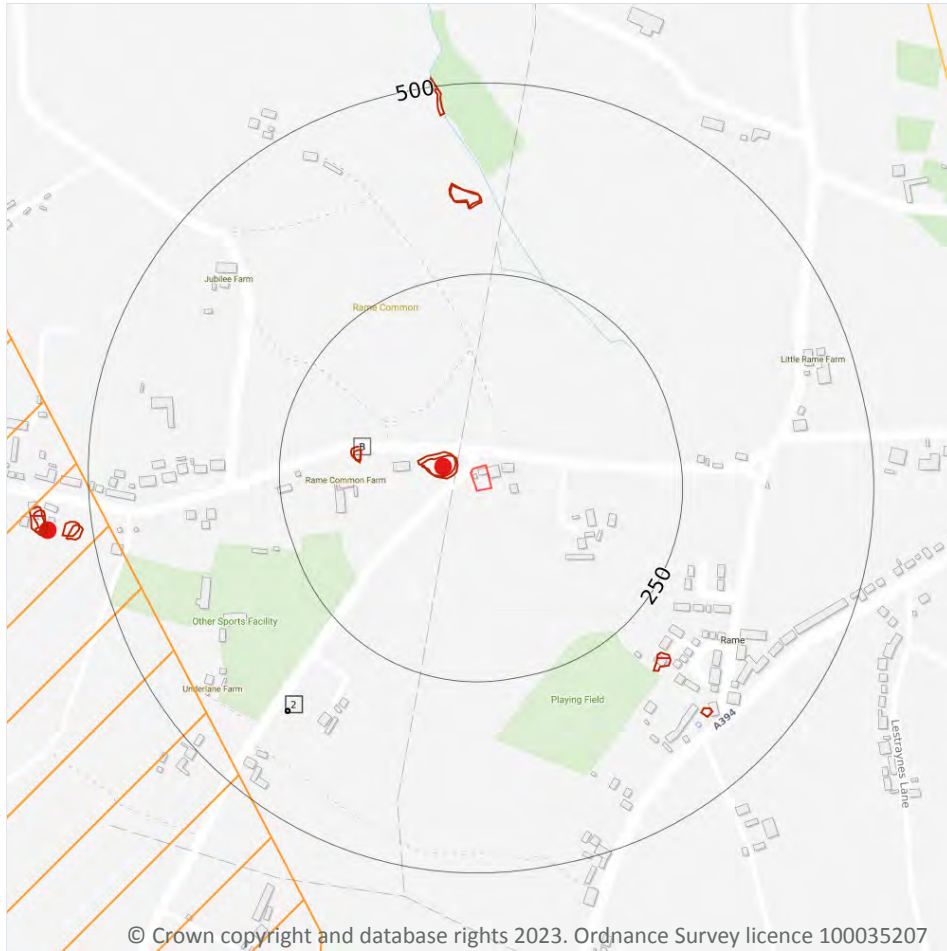 500
Jubilee Farm
Rame Common
Little Rame Farm
B
Rame Common Farm
250
Other Sports Facility
Rame
Underlane Farm
Playing Field
2
A394
Lestraynes Lane
© Crown copyright and database rights 2023. Ordnance Survey licence 100035207